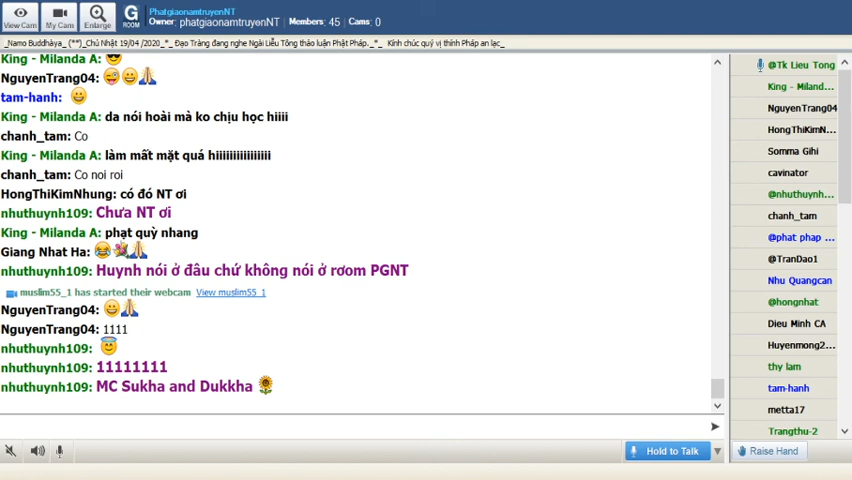 View Cam
My Cam
Enlarge
G
ROOM
PhatgiaonamtruyenNT
Owner: phatgiaonamtruyenNT Members: 45 Cams: 0
_Namo Buddhàya_ (**)_Chủ Nhật 19/04 /2020_*_ Đạo Tràng đang nghe Ngài Liễu Tông thảo luận Phật Pháp._*_ Kính chúc quý vị thính Pháp an lạc_
King - Milanda A:
NguyenTrang04:
tam-hanh:
King - Milanda A: da nói hoài mà ko chịu học hiiii
chanh_tam: Co
King - Milanda A: làm mất mặt quá hiiiiiiiiiiiiiii
chanh_tam: Co noi roi
HongThiKimNhung: có đó NT ơi
nhuthuynh109: Chưa NT ơi
King - Milanda A: phạt quỳ nhang
Giang Nhat Ha:
nhuthuynh109: Huynh nói ở đâu chứ không nói ở rơom PGNT
muslim55_1 has started their webcam View muslim55_1
NguyenTrang04:
NguyenTrang04: 1111
nhuthuynh109:
nhuthuynh109: 11111111
nhuthuynh109: MC Sukha and Dukkha
@Tk Lieu Tong
King - Miland...
NguyenTrang04
HongThiKimN...
Somma Gihi
cavinator
@nhuthuynh...
chanh_tam
@phat phap ...
@TranDao1
Nhu Quangcan
@hongnhat
Dieu Minh CA
Huyenmong2...
thy lam
tam-hanh
metta17
Trangthu-2
Hold to Talk
Raise Hand